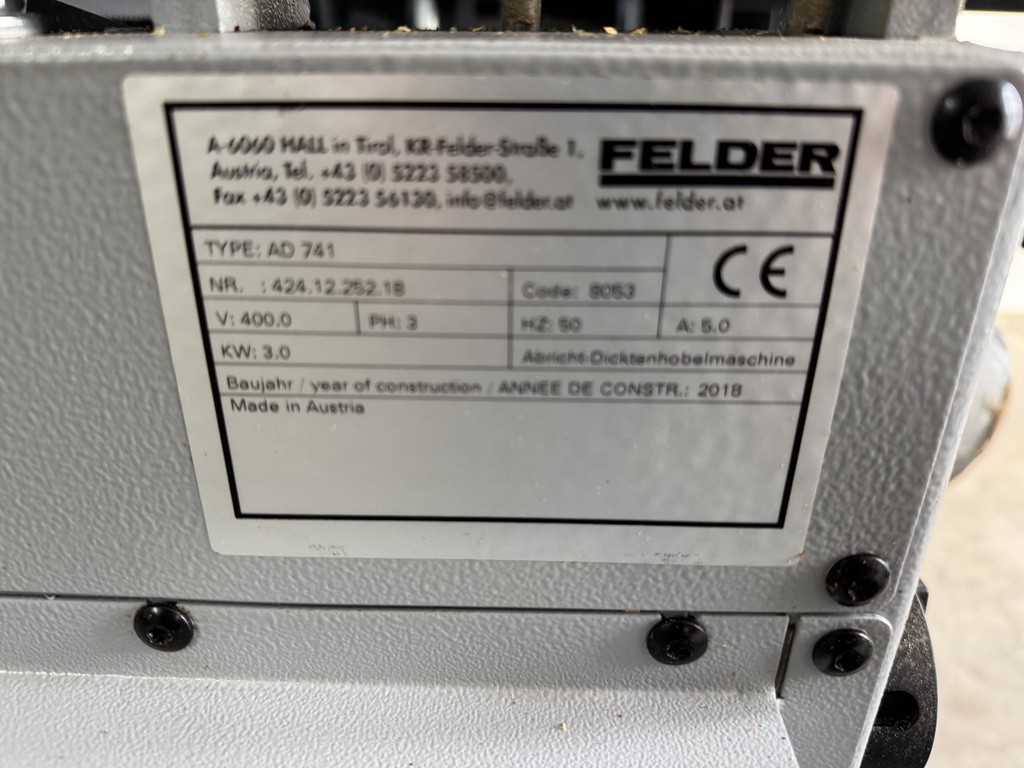 A-6060 HALL in Tirol, KR-Felder-Straße 1,
Austria, Tel. +43 (0) 5223 58500,
Fax +43 (0) 5223 56130, info@felder.at
FELDER
www.felder.at
TYPE: AD 741
NR. : 424.12.252.18
Code: 8053
V: 400.0
PH: 3
HZ: 50
A: 5.0
CE
KW: 3.0
Abricht-Dicktenhobelmaschine
Baujahr / year of construction / ANNEE DE CONSTR.: 2018
Made in Austria